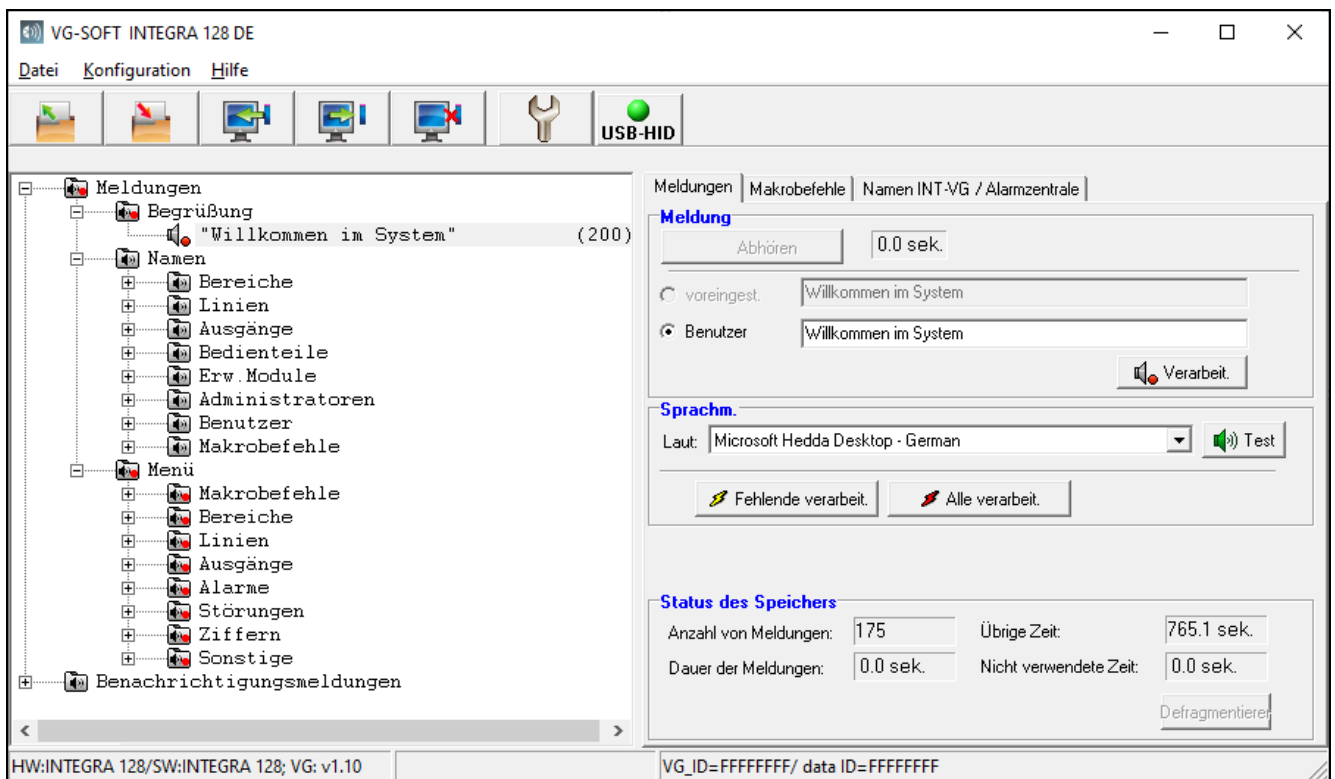 VG-SOFT INTEGRA 128 DE
Datei Konfiguration Hilfe
USB-HID
Meldungen
Begrüßung
"Willkommen im System" (200)
Namen
Bereiche
Linien
Ausgänge
Bedienteile
Erw.Module
Administratoren
Benutzer
Makrobefehle
Menü
Makrobefehle
Bereiche
Linien
Ausgänge
Alarme
Störungen
Ziffern
Sonstige
Benachrichtigungsmeldungen
Meldungen Makrobefehle Namen INT-VG / Alarmzentrale
Meldung
Abhören 0.0 sek.
voreingest. Willkommen im System
Benutzer Willkommen im System
Verarbeit.
Sprachm.
Laut: Microsoft Hedda Desktop - German Test
Fehlende verarbeit. Alle verarbeit.
Status des Speichers
Anzahl von Meldungen: 175 Übrige Zeit: 765.1 sek.
Dauer der Meldungen: 0.0 sek. Nicht verwendete Zeit: 0.0 sek.
Defragmentierer
HW:INTEGRA 128/SW:INTEGRA 128; VG: v1.10 VG_ID=FFFFFFFF/ data ID=FFFFFFFF